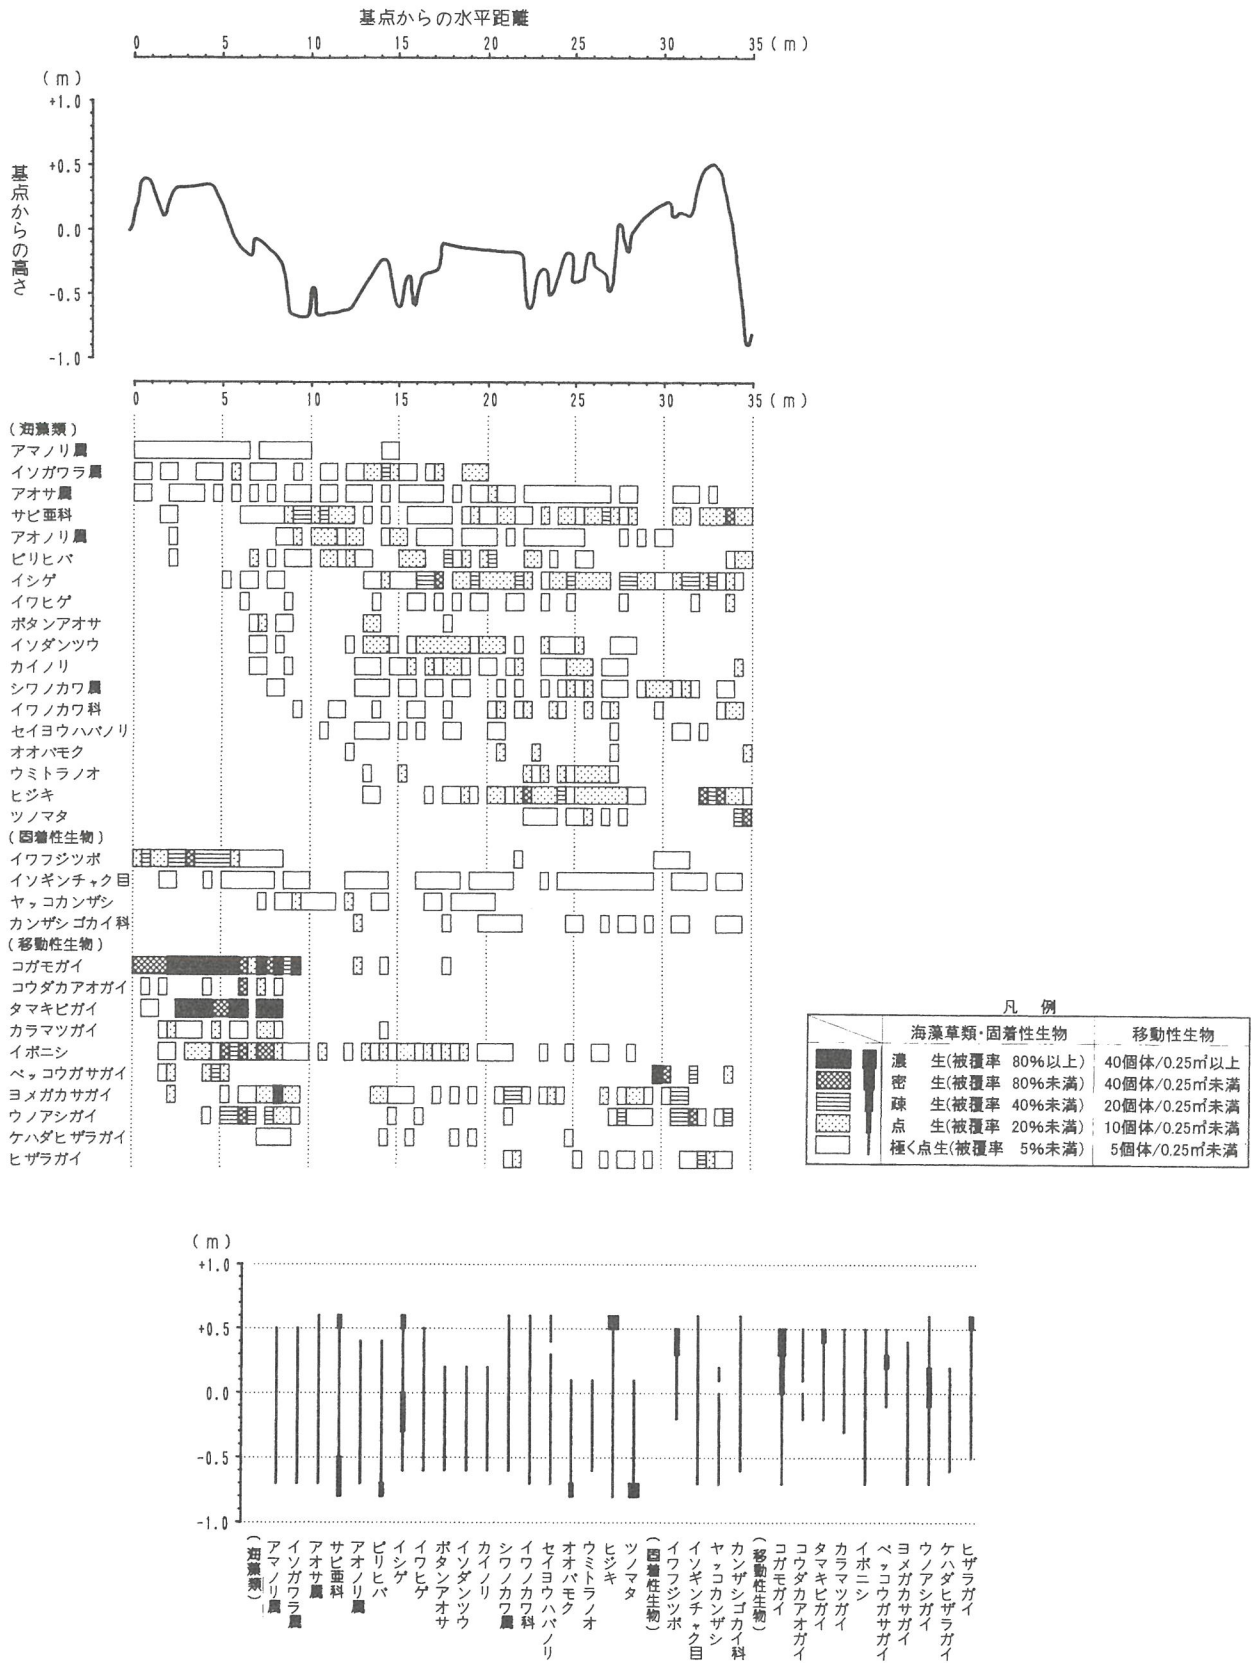 基点からの水平距離
0 5 10 15 20 25 30 35 (m)
(m)
+1.0
+0.5
0.0
-0.5
-1.0
基点からの高さ
0 5 10 15 20 25 30 35 (m)
(海藻類)
アマノリ属
イソガワラ属
アオサ属
サビ亜科
アオノリ属
ピリヒバ
イシゲ
イワヒゲ
ボタンアオサ
イソダンツウ
カイノリ
シワノカワ属
イワノカワ科
セイヨウハバノリ
オオバモク
ウミトラノオ
ヒジキ
ツノマタ
(固着性生物)
イワフジツボ
イソギンチャク目
ヤッコカンザシ
カンザシゴカイ科
(移動性生物)
コガモガイ
コウダカアオガイ
タマキビガイ
カラマツガイ
イボニシ
ベッコウガサガイ
ヨメガカサガイ
ウノアシガイ
ケハダヒザラガイ
ヒザラガイ
凡 例
海藻草類・固着性生物 移動性生物
濃 生(被覆率 80%以上) 40個体/0.25㎡以上
密 生(被覆率 80%未満) 40個体/0.25㎡未満
疎 生(被覆率 40%未満) 20個体/0.25㎡未満
点 生(被覆率 20%未満) 10個体/0.25㎡未満
極く点生(被覆率 5%未満) 5個体/0.25㎡未満
(m)
+1.0
+0.5
0.0
-0.5
-1.0
(海藻類)
アマノリ属
イソガワラ属
アオサ属
サビ亜科
アオノリ属
ピリヒバ
イシゲ
イワヒゲ
ボタンアオサ
イソダンツウ
カイノリ
シワノカワ属
イワノカワ科
セイヨウハバノリ
オオバモク
ウミトラノオ
ヒジキ
ツノマタ
(固着性生物)
イワフジツボ
イソギンチャク目
ヤッコカンザシ
カンザシゴカイ科
(移動性生物)
コガモガイ
コウダカアオガイ
タマキビガイ
カラマツガイ
イボニシ
ベッコウガサガイ
ヨメガカサガイ
ウノアシガイ
ケハダヒザラガイ
ヒザラガイ